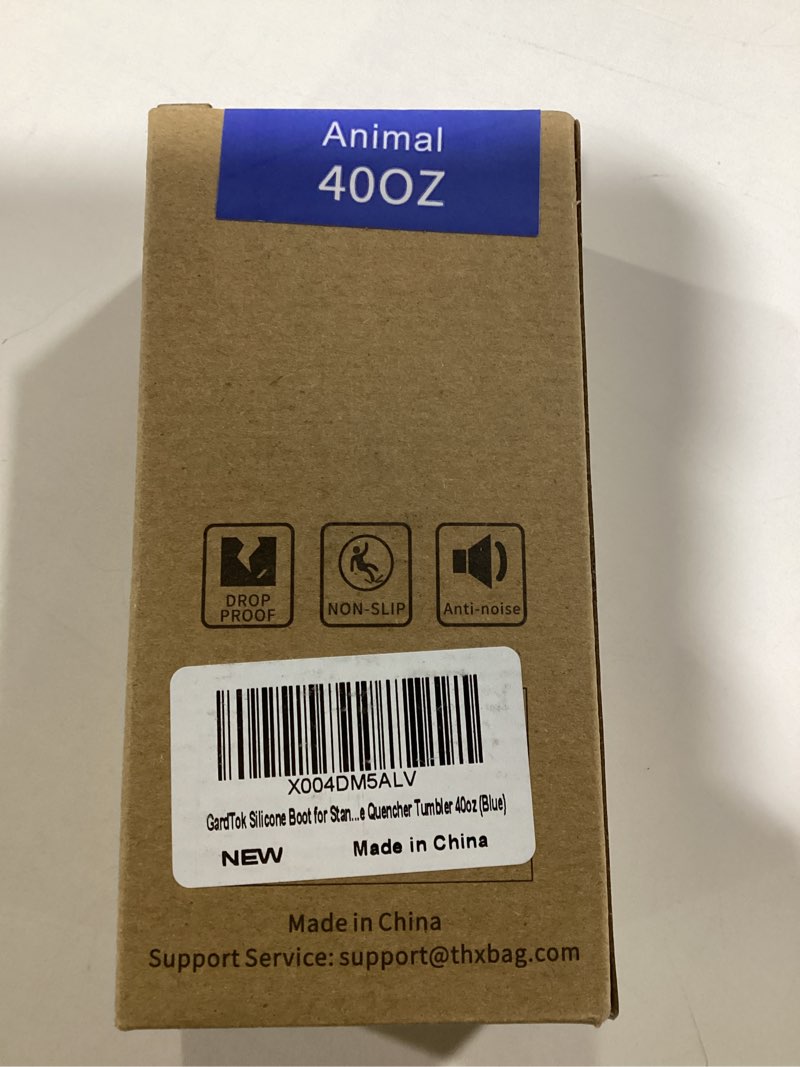 Animal
40OZ
DROP
PROOF
NON-SLIP
Anti-noise
X004DM5ALV
GardTok Silicone Boot for Stan...e Quencher Tumbler 40oz (Blue)
NEW
Made in China
Made in China
Support Service: support@thxbag.com